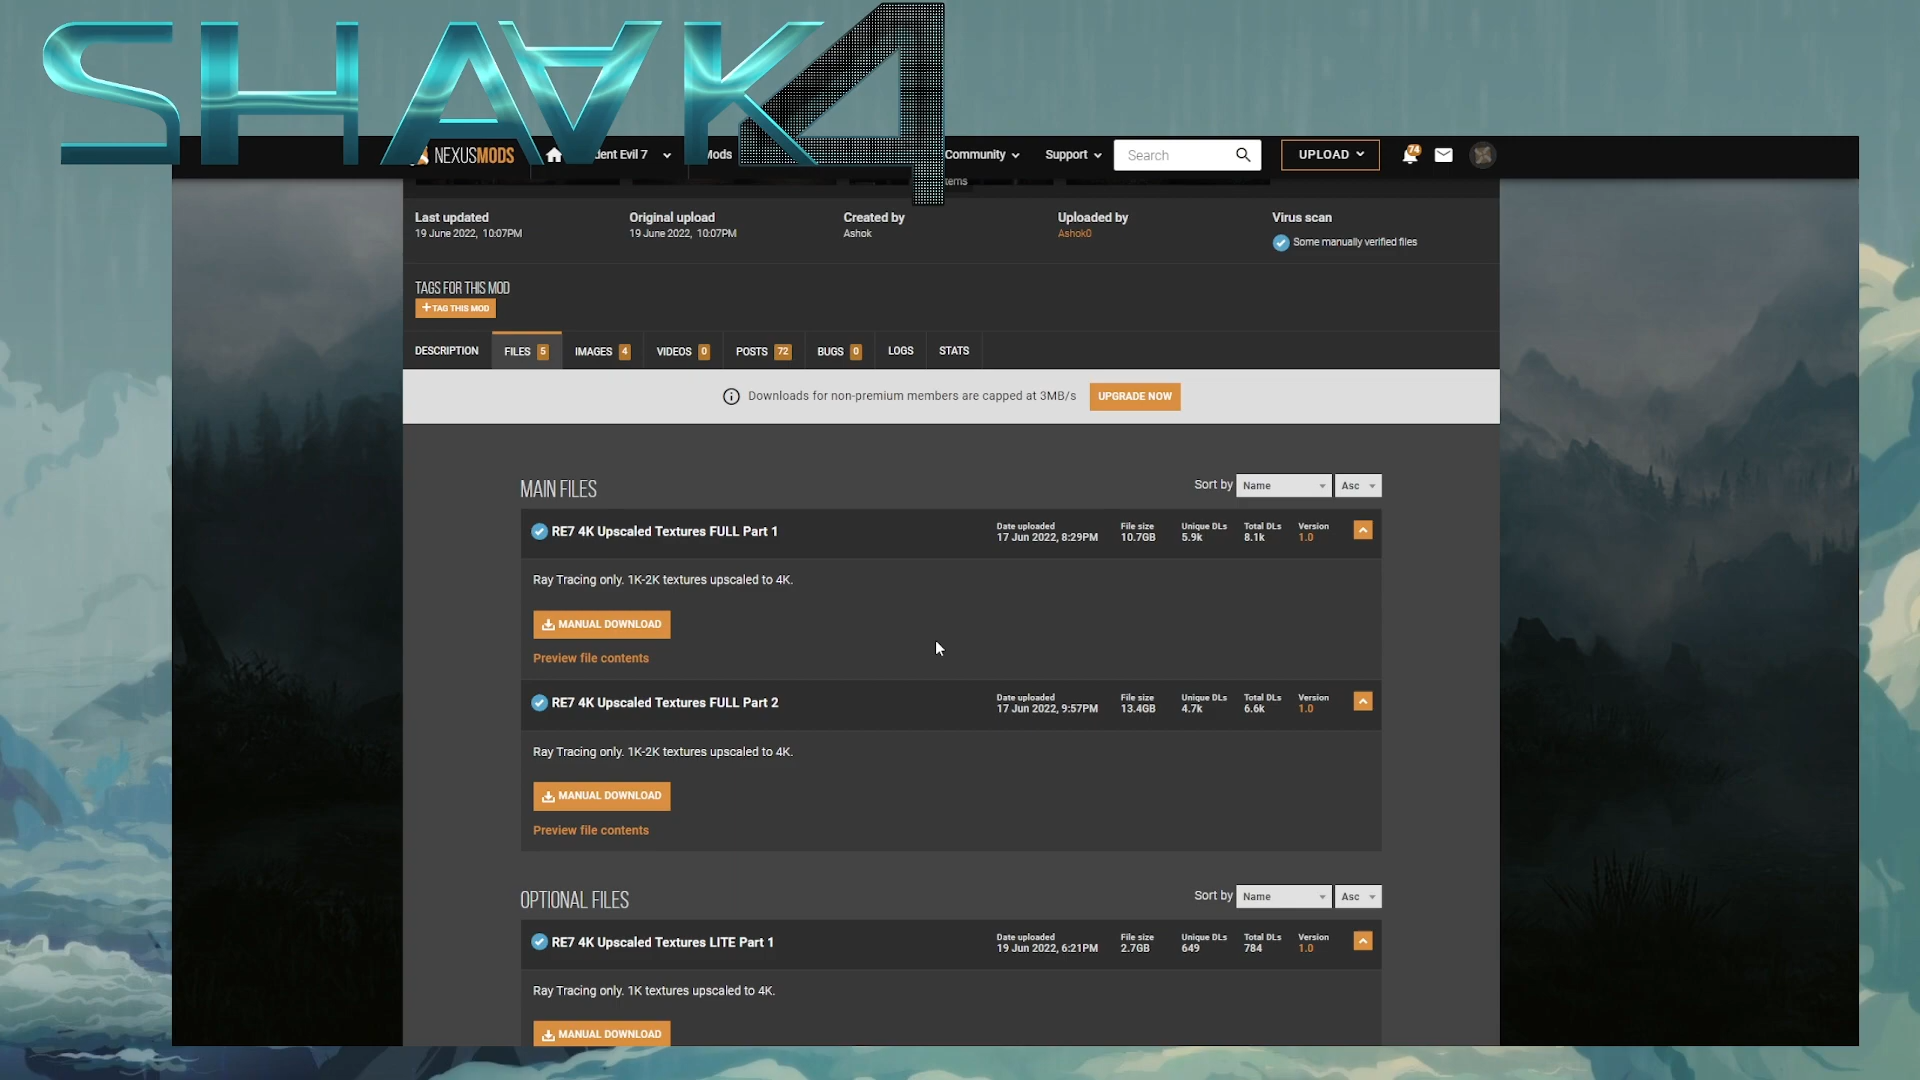 SHAAK4
NEXUSMODS
dent Evil 7
Mods
Community
Support
Search
UPLOAD
74
tems
Last updated
19 June 2022, 10:07PM
Original upload
19 June 2022, 10:07PM
Created by
Ashok
Uploaded by
Ashok0
Virus scan
Some manually verified files
TAGS FOR THIS MOD
+TAG THIS MOD
DESCRIPTION
FILES 5
IMAGES 4
VIDEOS 0
POSTS 72
BUGS 0
LOGS
STATS
Downloads for non-premium members are capped at 3MB/s
UPGRADE NOW
MAIN FILES
Sort by Name Asc
RE7 4K Upscaled Textures FULL Part 1
Date uploaded
17 Jun 2022, 8:29PM
File size
10.7GB
Unique DLs
5.9k
Total DLs
8.1k
Version
1.0
Ray Tracing only. 1K-2K textures upscaled to 4K.
MANUAL DOWNLOAD
Preview file contents
RE7 4K Upscaled Textures FULL Part 2
Date uploaded
17 Jun 2022, 9:57PM
File size
13.4GB
Unique DLs
4.7k
Total DLs
6.6k
Version
1.0
Ray Tracing only. 1K-2K textures upscaled to 4K.
MANUAL DOWNLOAD
Preview file contents
OPTIONAL FILES
Sort by Name Asc
RE7 4K Upscaled Textures LITE Part 1
Date uploaded
19 Jun 2022, 6:21PM
File size
2.7GB
Unique DLs
649
Total DLs
784
Version
1.0
Ray Tracing only. 1K textures upscaled to 4K.
MANUAL DOWNLOAD